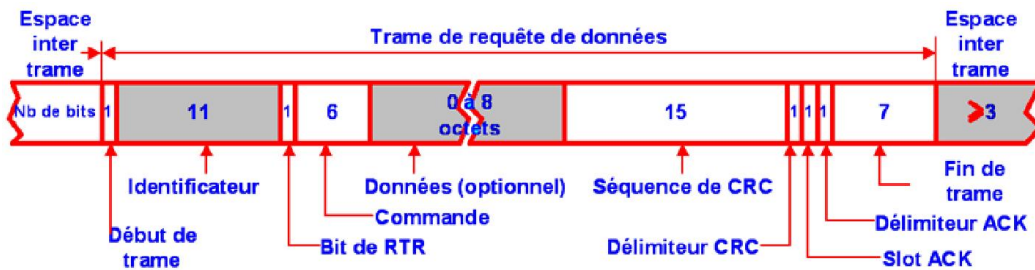 Espace
inter
trame
Trame de requête de données
Espace
inter
trame
Nb de bits
1
11
1
6
0 à 8
octets
15
1
1
1
7
>3
Identificateur
Données (optionnel)
Séquence de CRC
Fin de
trame
Commande
Délimiteur ACK
Début de
trame
Bit de RTR
Délimiteur CRC
Slot ACK